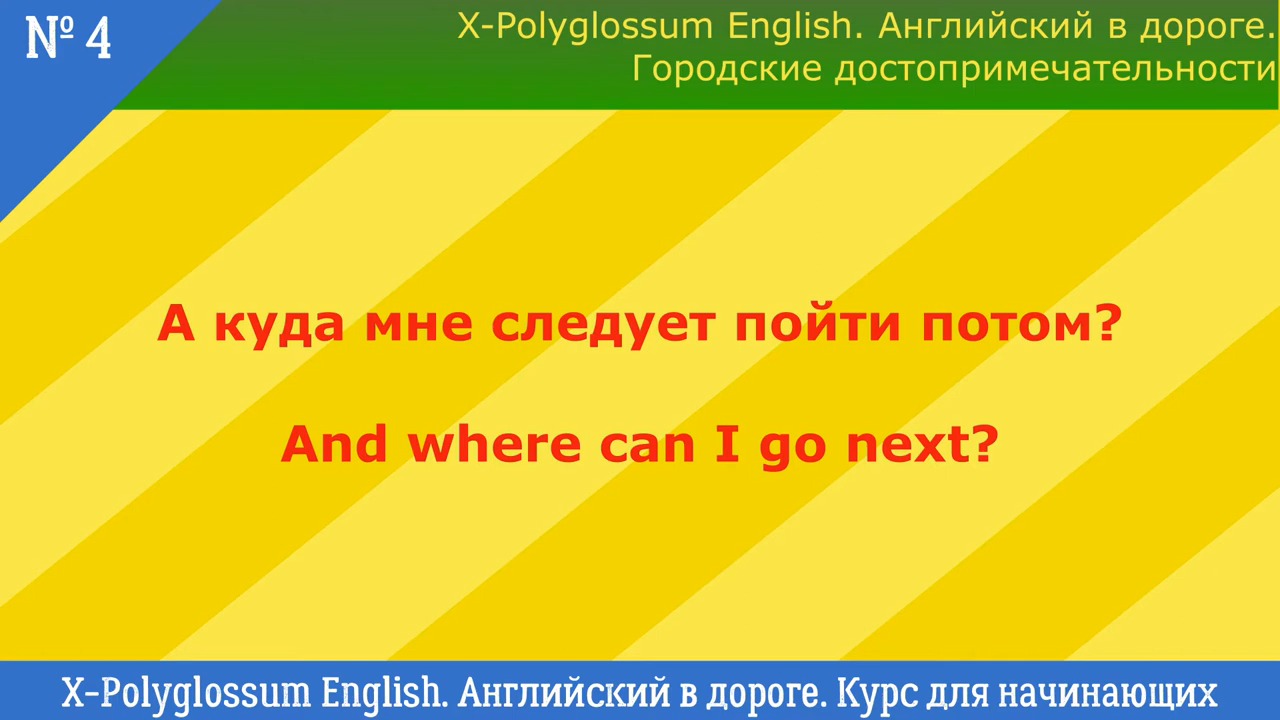 № 4
X-Polyglossum English. Английский в дороге.
Городские достопримечательности
А куда мне следует пойти потом?
And where can I go next?
X-Polyglossum English. Английский в дороге. Курс для начинающих